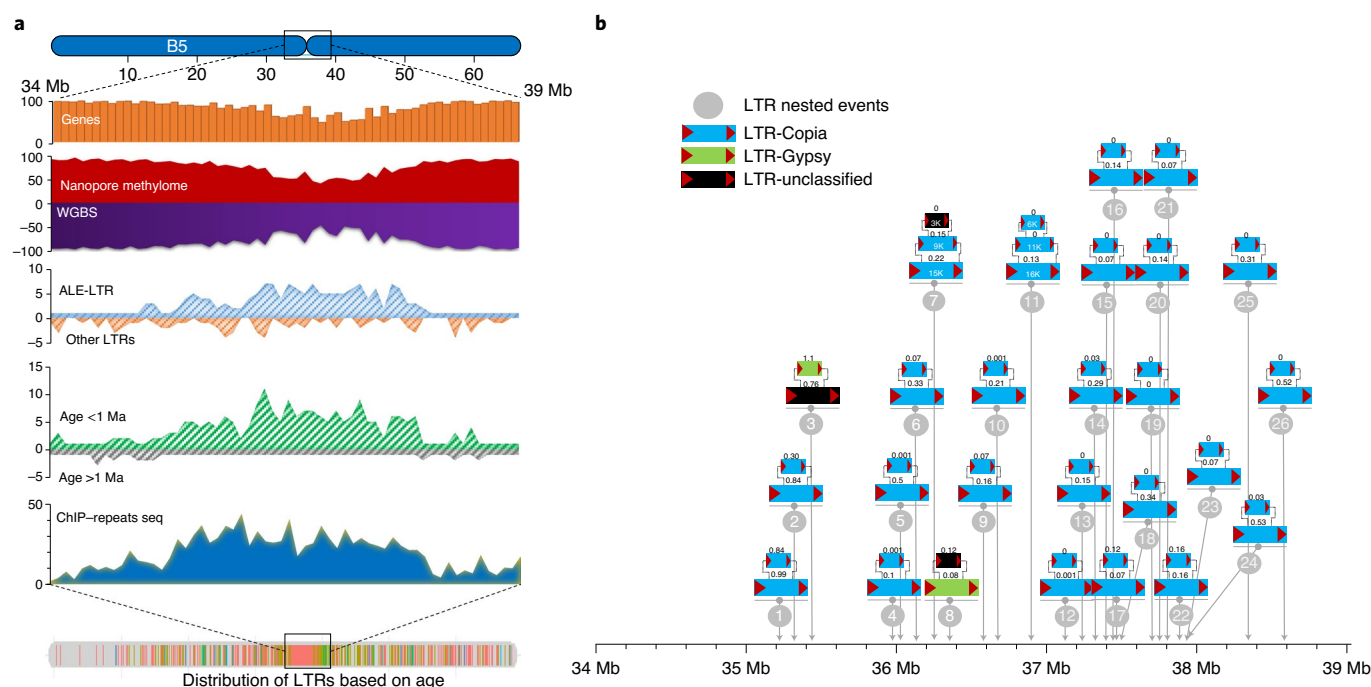 a
B5
10 20 30 40 50 60
34 Mb 39 Mb
100
Genes
0
100
50
Nanopore methylome
0
WGBS
−50
−100
10
ALE-LTR
5
0
Other LTRs
−5
15
10
Age <1 Ma
5
0
Age >1 Ma
−5
50
ChIP–repeats seq
0
Distribution of LTRs based on age
b
LTR nested events
LTR-Copia
LTR-Gypsy
LTR-unclassified
0 0.14 16
0 0.07 21
0 3K 0.15 9K 0.22 15K 7
0 6K 0 11K 0.13 16K 11
0 0.07 15
0 0.14 20
0 0.31 25
1.1 0.76 3
0.07 0.33 6
0.001 0.21 10
0.03 0.29 14
0 0 19
0 0.52 26
0.30 0.84 2
0.001 0.5 5
0.07 0.16 9
0 0.15 13
0 0.34 18
0 0.07 23
0.03 0.53 24
0.84 0.99 1
0.001 0.1 4
0.12 0.08 8
0 0.001 12
0.12 0.07 17
0.16 0.16 22
34 Mb 35 Mb 36 Mb 37 Mb 38 Mb 39 Mb